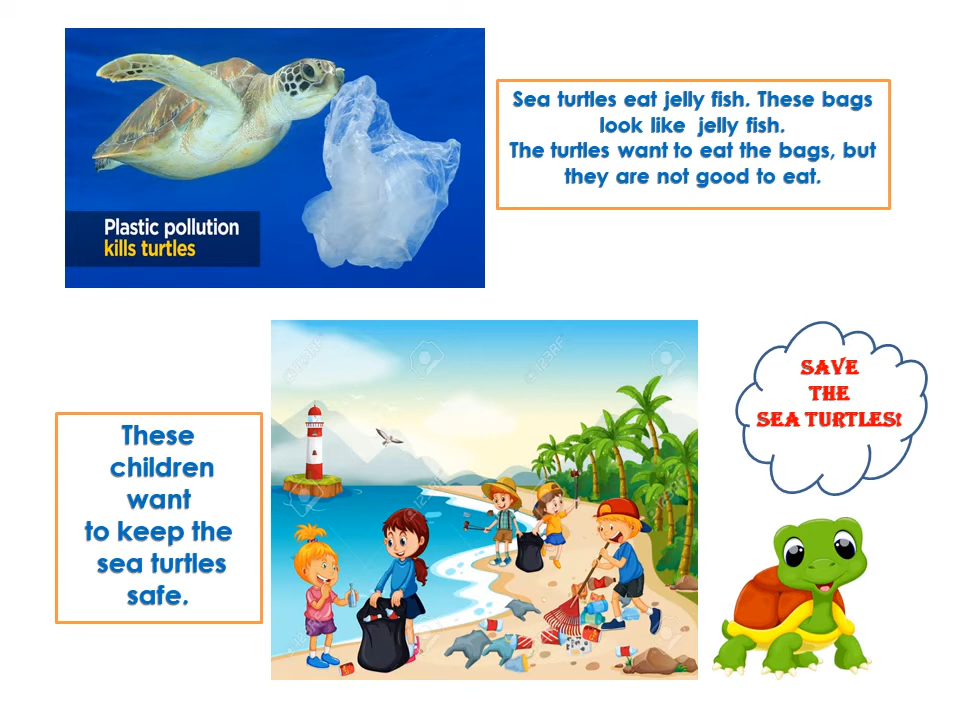 Sea turtles eat jelly fish. These bags
look like jelly fish.
The turtles want to eat the bags, but
they are not good to eat.
Plastic pollution
kills turtles
SAVE
THE
SEA TURTLES!
These
children
want
to keep the
sea turtles
safe.